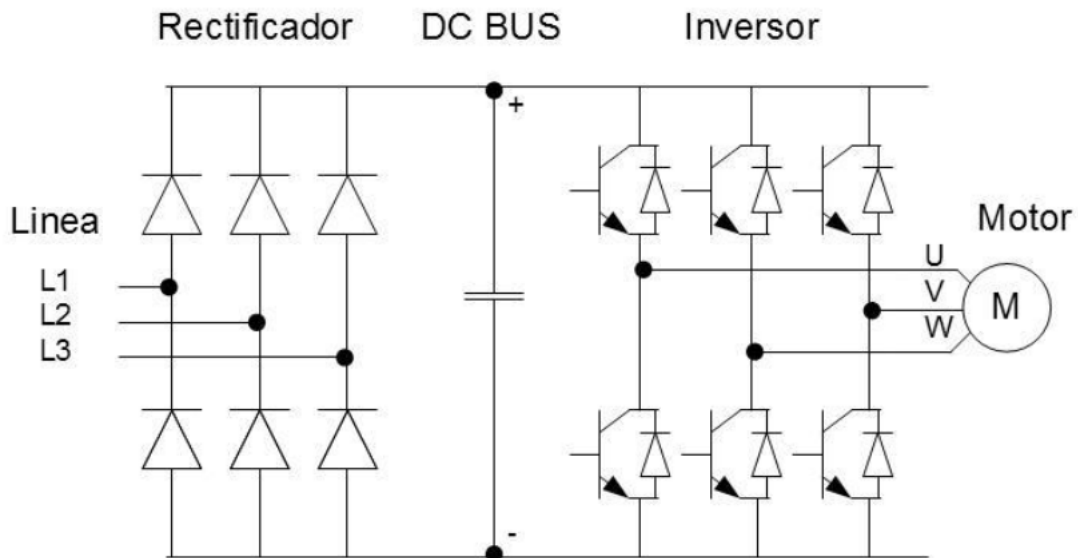 Rectificador DC BUS Inversor
+
Linea
Motor
L1
L2
L3
U
V
W
M
-